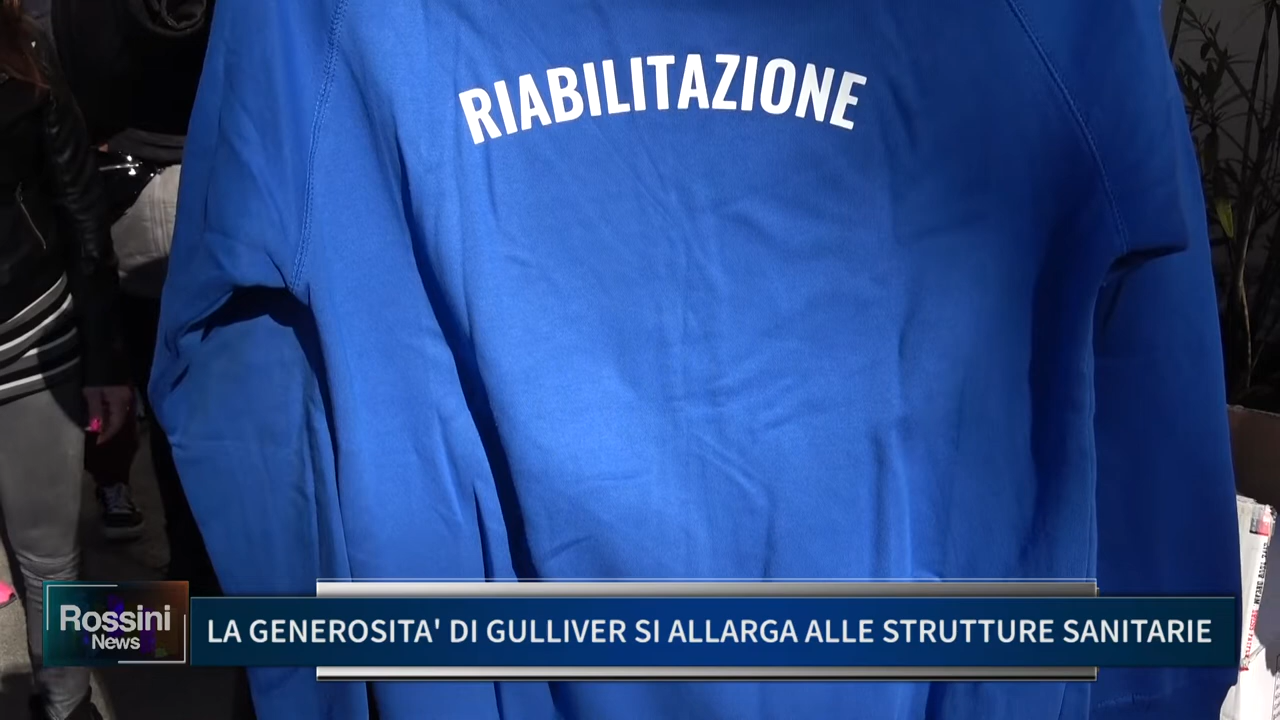 RIABILITAZIONE
Rossini
News
LA GENEROSITA' DI GULLIVER SI ALLARGA ALLE STRUTTURE SANITARIE